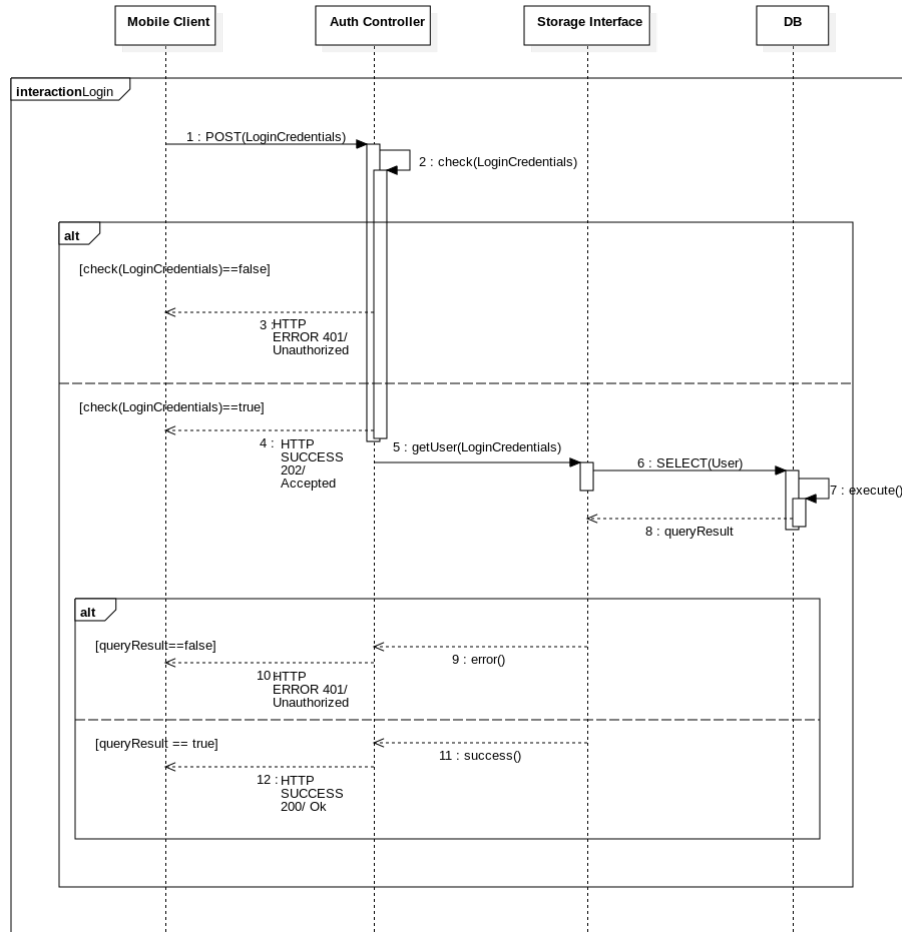 Mobile Client
Auth Controller
Storage Interface
DB
interactionLogin
1 : POST(LoginCredentials)
2 : check(LoginCredentials)
alt
[check(LoginCredentials)==false]
3 :HTTP
ERROR 401/
Unauthorized
[check(LoginCredentials)==true]
4 : HTTP
SUCCESS
202/
Accepted
5 : getUser(LoginCredentials)
6 : SELECT(User)
7 : execute()
8 : queryResult
alt
[queryResult==false]
9 : error()
10 :HTTP
ERROR 401/
Unauthorized
[queryResult == true]
11 : success()
12 : HTTP
SUCCESS
200/ Ok